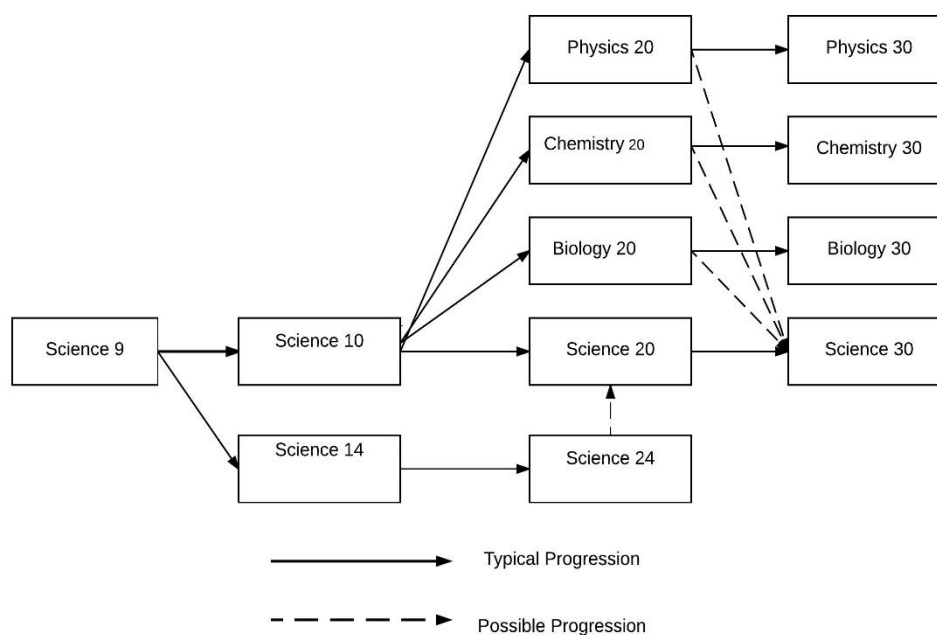 Physics 20
Physics 30
Chemistry 20
Chemistry 30
Biology 20
Biology 30
Science 9
Science 10
Science 20
Science 30
Science 14
Science 24
Typical Progression
Possible Progression